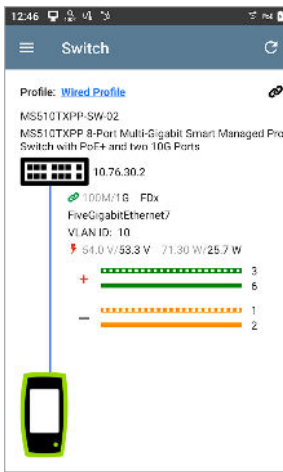 12:46
Switch
Profile: Wired Profile
MS510TXPP-SW-02
MS510TXPP 8-Port Multi-Gigabit Smart Managed Pro
Switch with PoE+ and two 10G Ports
10.76.30.2
100M/1G FDx
FiveGigabitEthernet7
VLAN ID: 10
54.0 V/53.3 V 71.30 W/25.7 W
+
3
6
−
1
2